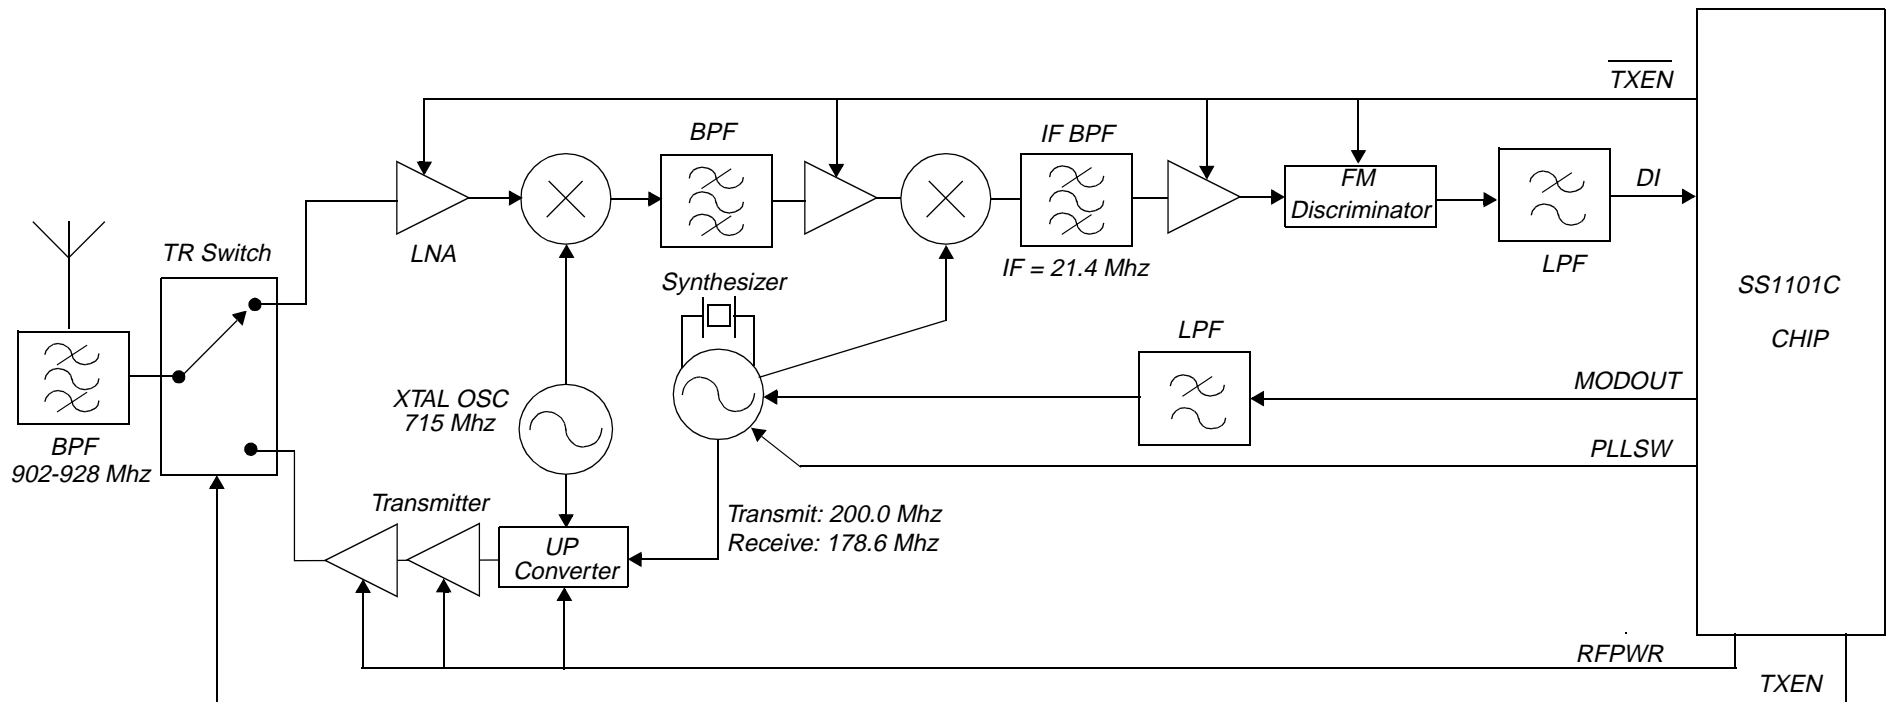 TXEN
BPF
IF BPF
FM
Discriminator
DI
LNA
IF = 21.4 Mhz
LPF
TR Switch
Synthesizer
SS1101C
CHIP
LPF
XTAL OSC
715 Mhz
MODOUT
BPF
902-928 Mhz
PLLSW
Transmitter
Transmit: 200.0 Mhz
Receive: 178.6 Mhz
UP
Converter
RFPWR
TXEN